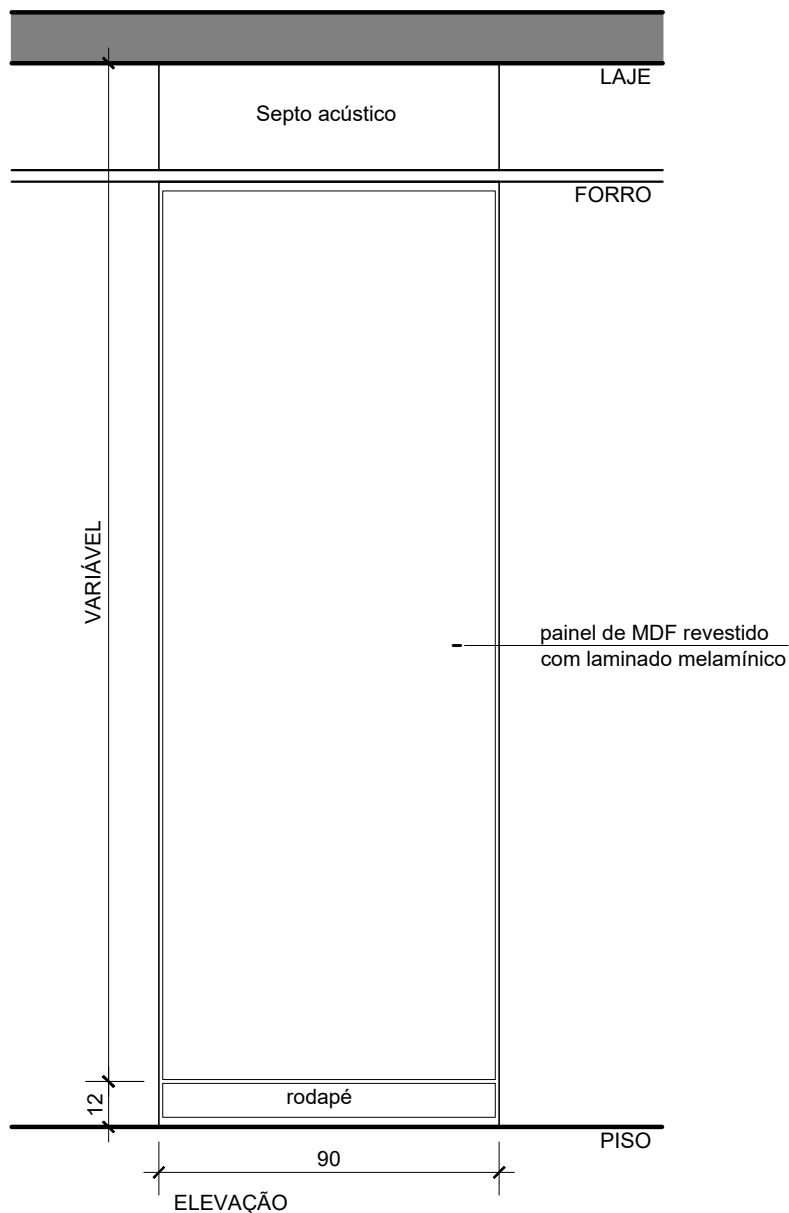 LAJE
Septo acústico
FORRO
VARIÁVEL
painel de MDF revestido
com laminado melamínico
12
rodapé
PISO
90
ELEVAÇÃO